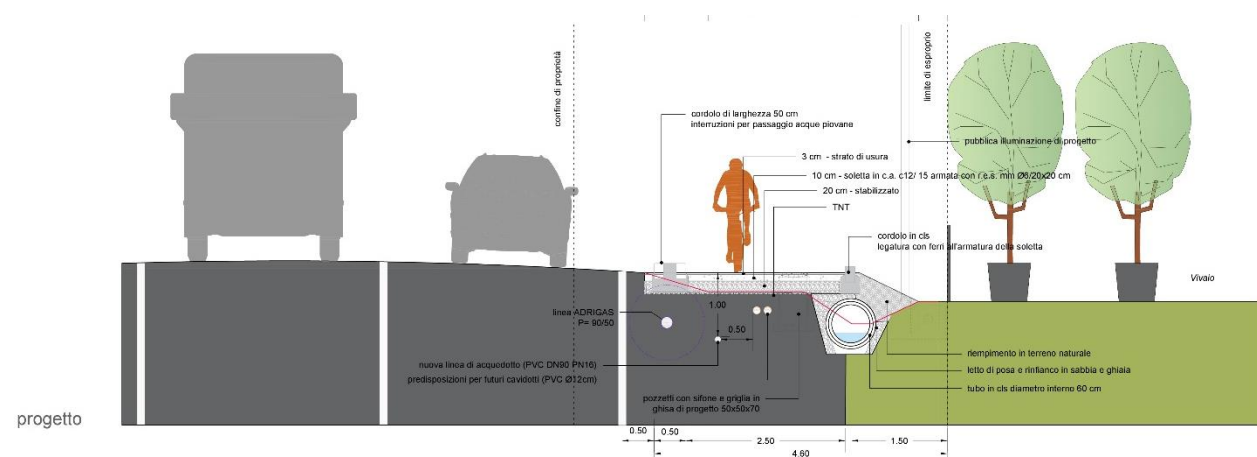 confine di proprietà
limite di esproprio
cordolo di larghezza 50 cm
interruzioni per passaggio acque piovane
pubblica illuminazione di progetto
3 cm - strato di usura
10 cm - soletta in c.a. c12/ 15 armata con r.e.s. mm Ø6/20x20 cm
20 cm - stabilizzato
TNT
cordolo in cls
legatura con ferri all'armatura della soletta
Vivaio
linea ADRIGAS
P= 90/50
1.00
0.50
nuova linea di acquedotto (PVC DN90 PN16)
predisposizioni per futuri cavidotti (PVC Ø12cm)
riempimento in terreno naturale
letto di posa e rinfianco in sabbia e ghiaia
tubo in cls diametro interno 60 cm
pozzetti con sifone e griglia in
ghisa di progetto 50x50x70
progetto
0.50
0.50
2.50
1.50
4.60